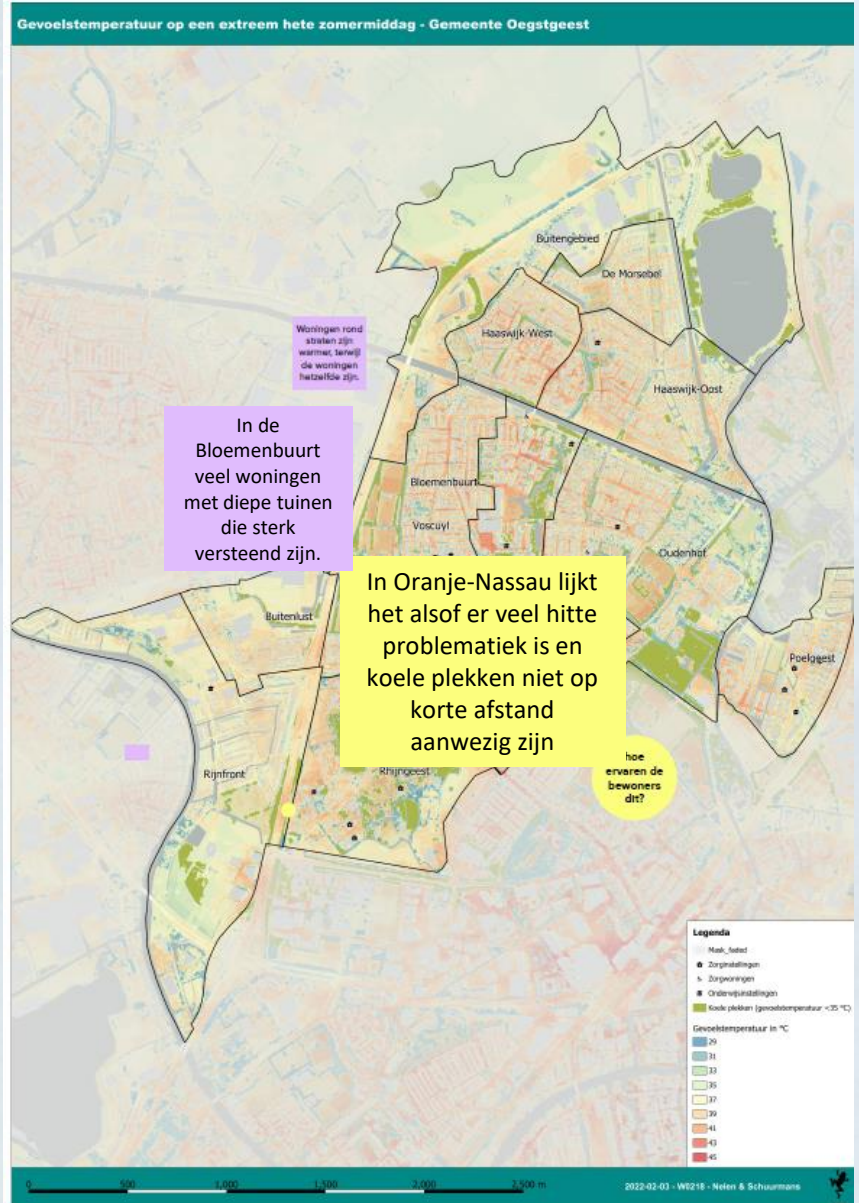 Gevoelstemperatuur op een extreem hete zomermiddag - Gemeente Oegstgeest
Buitengebied
De Morsebel
Woningen rond
straten zijn
warmer, terwijl
de woningen
hetzelfde zijn.
Haaswijk-West
Haaswijk-Oost
In de
Bloemenbuurt
veel woningen
met diepe tuinen
die sterk
versteend zijn.
Bloemenbuurt
Voscuyl
Oudenhof
In Oranje-Nassau lijkt
het alsof er veel hitte
problematiek is en
koele plekken niet op
korte afstand
aanwezig zijn
Buitenlust
Poelgeest
Rijnfront
Rhijngeest
hoe
ervaren de
bewoners
dit?
Legenda
Mask_faded
Zorginstellingen
Zorgwoningen
Onderwijsinstellingen
Koele plekken (gevoelstemperatuur <35 °C)
Gevoelstemperatuur in °C
29
31
33
35
37
39
41
43
45
0 500 1,000 1,500 2,000 2,500 m
2022-02-03 - W0218 - Nelen & Schuurmans